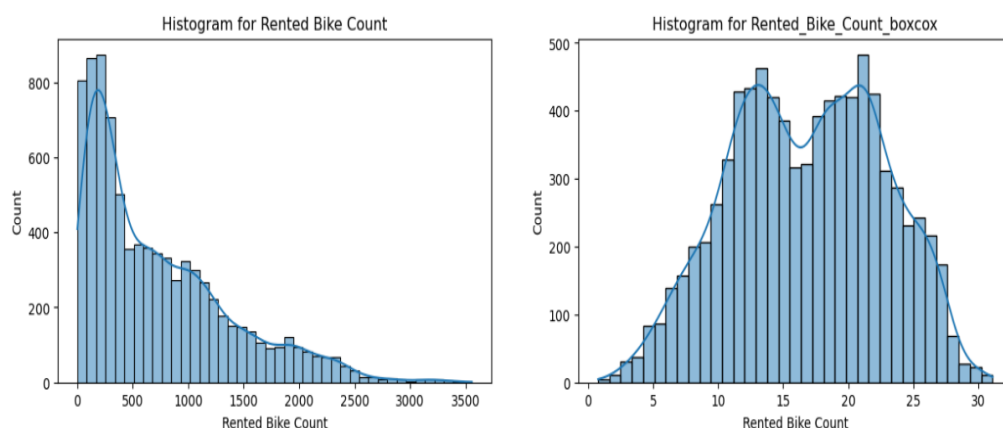 Histogram for Rented Bike Count
800
600
400
200
0
Count
0 500 1000 1500 2000 2500 3000 3500
Rented Bike Count
Histogram for Rented_Bike_Count_boxcox
500
400
300
200
100
0
Count
0 5 10 15 20 25 30
Rented Bike Count